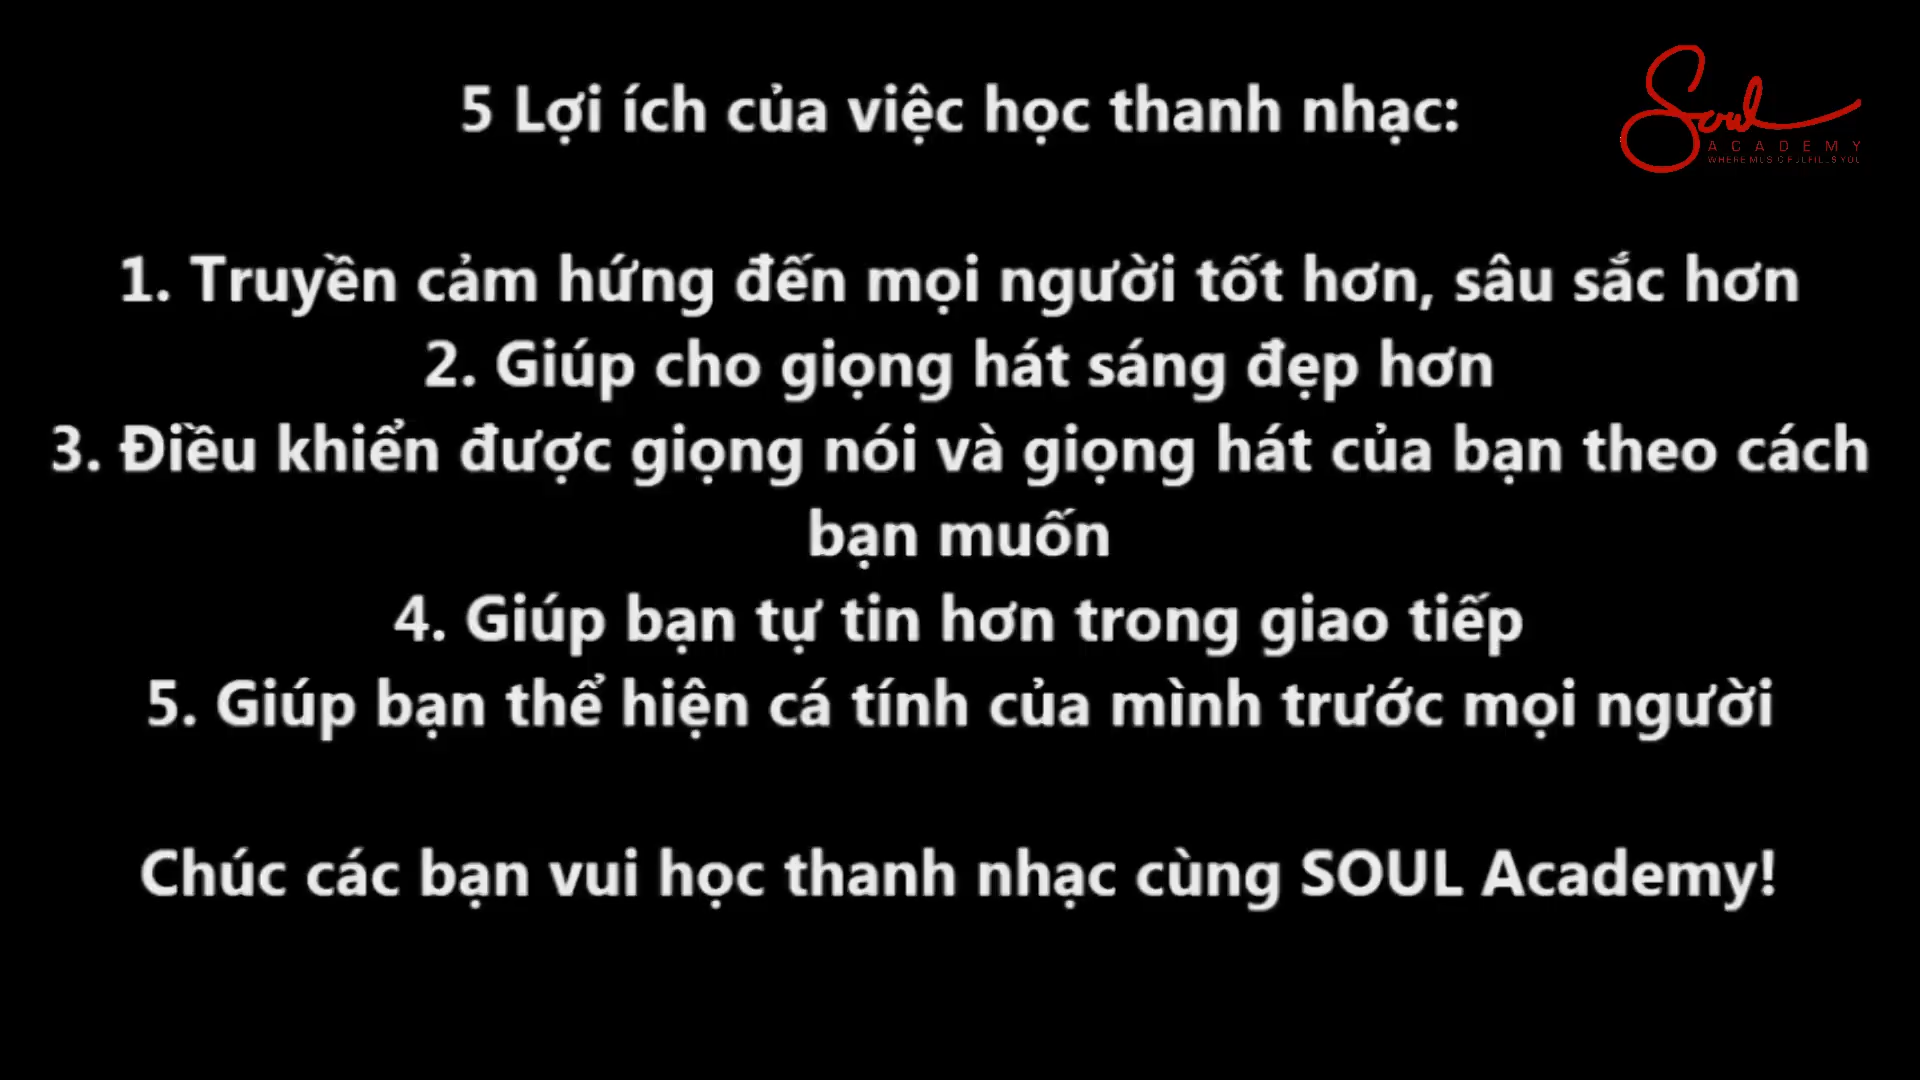 5 Lợi ích của việc học thanh nhạc:
Soul
ACADEMY
1. Truyền cảm hứng đến mọi người tốt hơn, sâu sắc hơn
2. Giúp cho giọng hát sáng đẹp hơn
3. Điều khiển được giọng nói và giọng hát của bạn theo cách
bạn muốn
4. Giúp bạn tự tin hơn trong giao tiếp
5. Giúp bạn thể hiện cá tính của mình trước mọi người
Chúc các bạn vui học thanh nhạc cùng SOUL Academy!